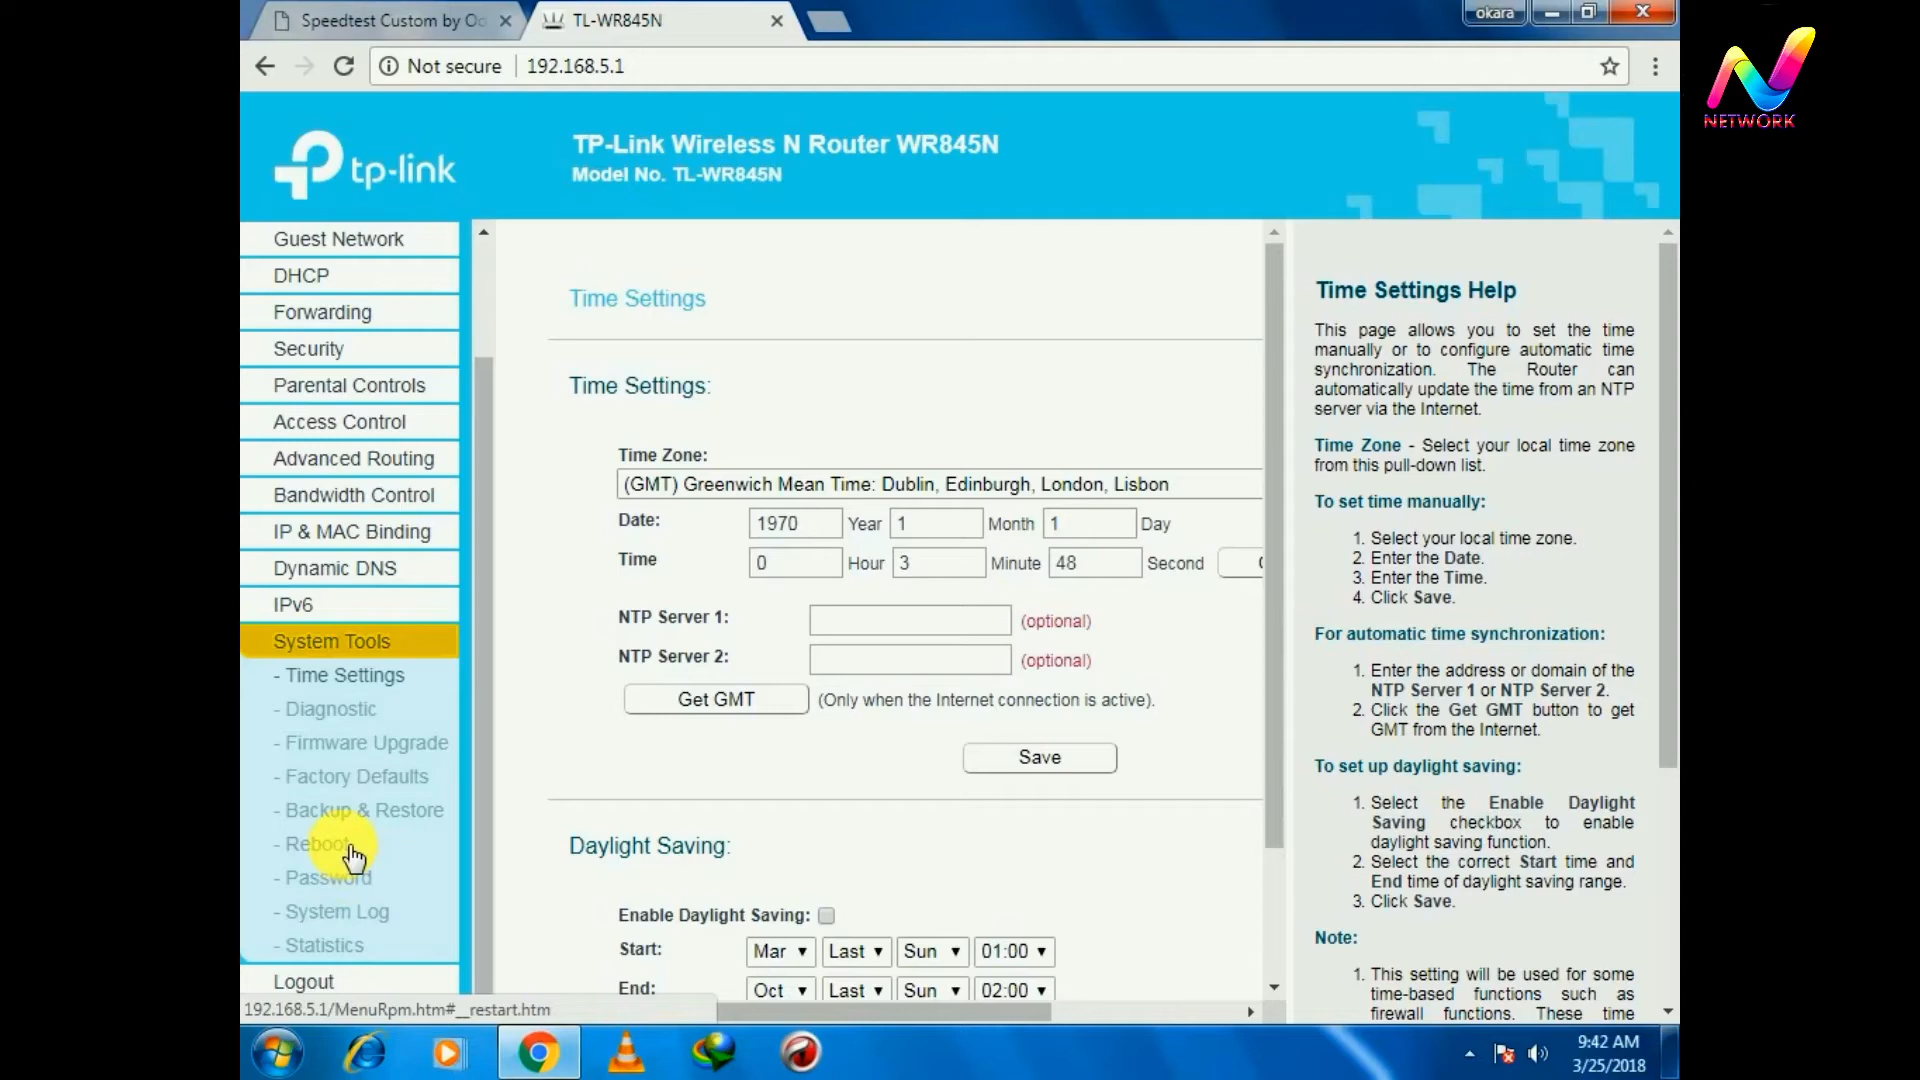 Speedtest Custom by Oo
TL-WR845N
okara
Not secure
192.168.5.1
NETWORK
tp-link
TP-Link Wireless N Router WR845N
Model No. TL-WR845N
Guest Network
DHCP
Forwarding
Security
Parental Controls
Access Control
Advanced Routing
Bandwidth Control
IP & MAC Binding
Dynamic DNS
IPv6
System Tools
- Time Settings
- Diagnostic
- Firmware Upgrade
- Factory Defaults
- Backup & Restore
- Reboot
- Password
- System Log
- Statistics
Logout
192.168.5.1/MenuRpm.htm#__restart.htm
Time Settings
Time Settings:
Time Zone:
(GMT) Greenwich Mean Time: Dublin, Edinburgh, London, Lisbon
Date: 1970 Year 1 Month 1 Day
Time 0 Hour 3 Minute 48 Second
NTP Server 1: (optional)
NTP Server 2: (optional)
Get GMT (Only when the Internet connection is active).
Save
Daylight Saving:
Enable Daylight Saving:
Start: Mar Last Sun 01:00
End: Oct Last Sun 02:00
Time Settings Help
This page allows you to set the time
manually or to configure automatic time
synchronization. The Router can
automatically update the time from an NTP
server via the Internet.
Time Zone - Select your local time zone
from this pull-down list.
To set time manually:
1. Select your local time zone.
2. Enter the Date.
3. Enter the Time.
4. Click Save.
For automatic time synchronization:
1. Enter the address or domain of the
NTP Server 1 or NTP Server 2.
2. Click the Get GMT button to get
GMT from the Internet.
To set up daylight saving:
1. Select the Enable Daylight
Saving checkbox to enable
daylight saving function.
2. Select the correct Start time and
End time of daylight saving range.
3. Click Save.
Note:
1. This setting will be used for some
time-based functions such as
firewall functions. These time
9:42 AM
3/25/2018